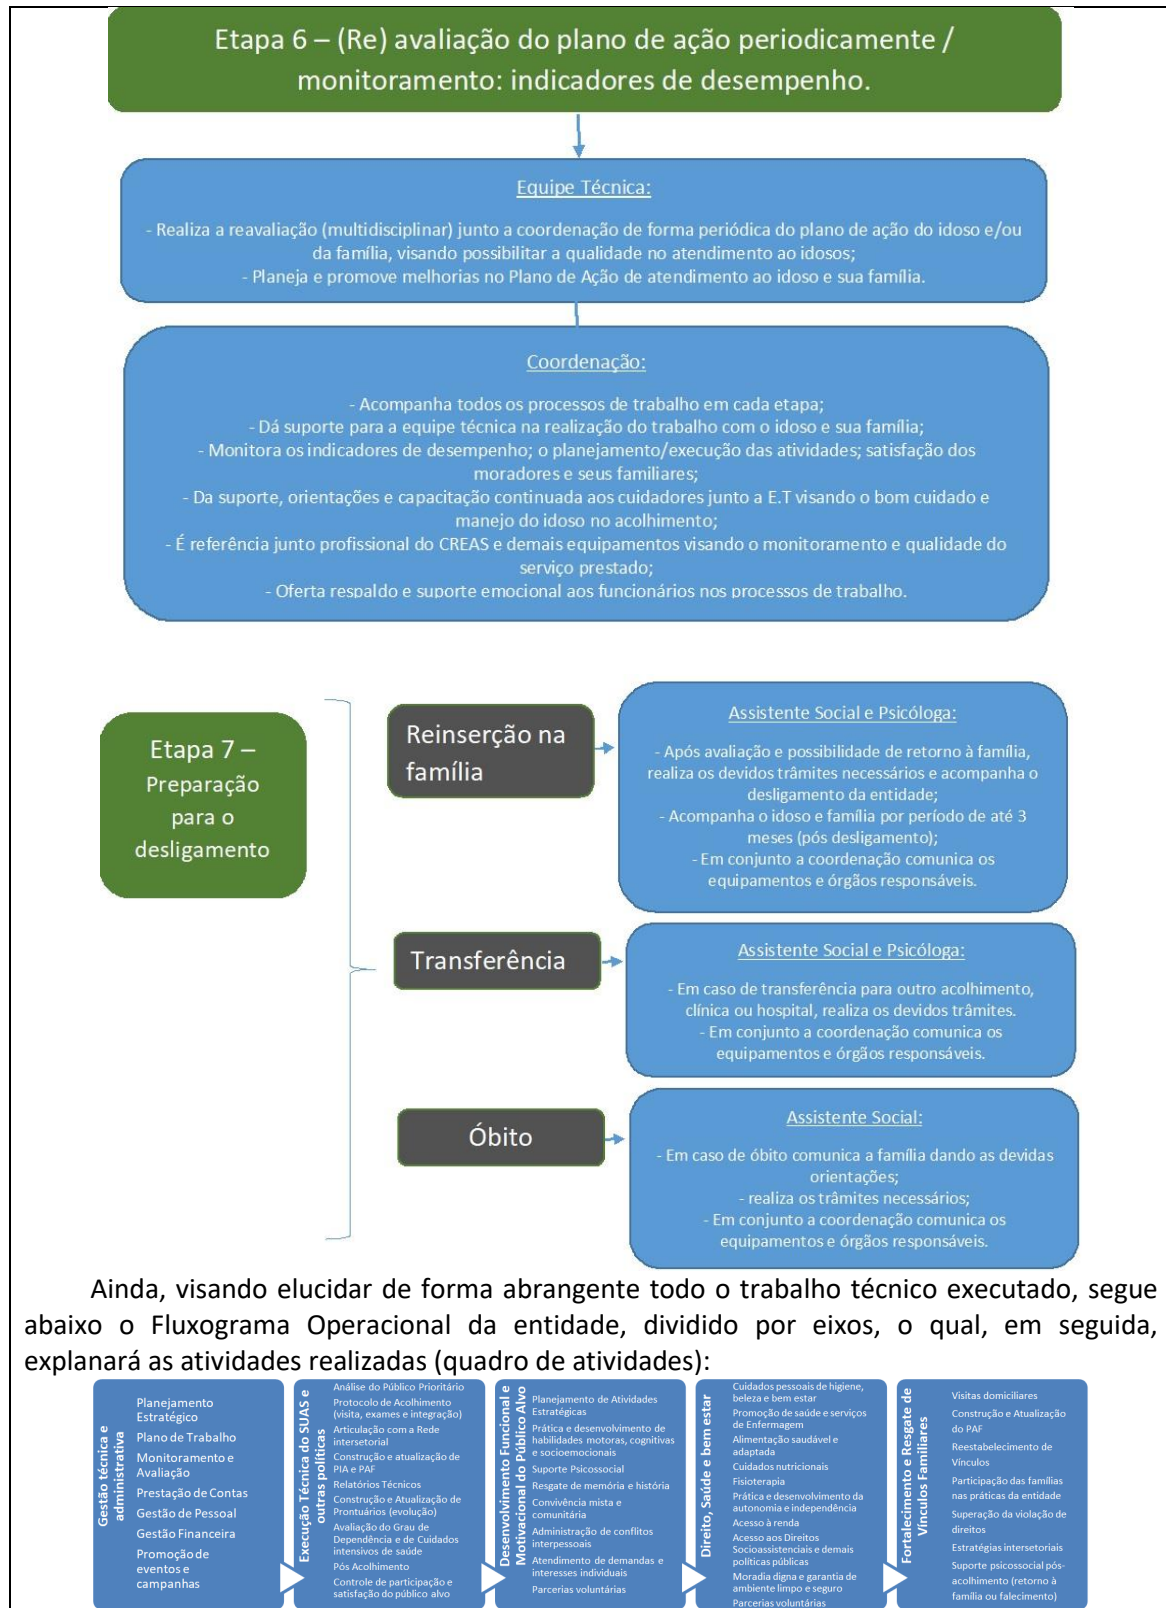 Etapa 6 – (Re) avaliação do plano de ação periodicamente /
monitoramento: indicadores de desempenho.
Equipe Técnica:
- Realiza a reavaliação (multidisciplinar) junto a coordenação de forma periódica do plano de ação do idoso e/ou
da família, visando possibilitar a qualidade no atendimento ao idosos;
- Planeja e promove melhorias no Plano de Ação de atendimento ao idoso e sua família.
Coordenação:
- Acompanha todos os processos de trabalho em cada etapa;
- Dá suporte para a equipe técnica na realização do trabalho com o idoso e sua família;
- Monitora os indicadores de desempenho; o planejamento/execução das atividades; satisfação dos
moradores e seus familiares;
- Da suporte, orientações e capacitação continuada aos cuidadores junto a E.T visando o bom cuidado e
manejo do idoso no acolhimento;
- É referência junto profissional do CREAS e demais equipamentos visando o monitoramento e qualidade do
serviço prestado;
- Oferta respaldo e suporte emocional aos funcionários nos processos de trabalho.
Etapa 7 –
Preparação
para o
desligamento
Reinserção na
família
Assistente Social e Psicóloga:
- Após avaliação e possibilidade de retorno à família,
realiza os devidos trâmites necessários e acompanha o
desligamento da entidade;
- Acompanha o idoso e família por período de até 3
meses (pós desligamento);
- Em conjunto a coordenação comunica os
equipamentos e órgãos responsáveis.
Transferência
Assistente Social e Psicóloga:
- Em caso de transferência para outro acolhimento,
clínica ou hospital, realiza os devidos trâmites.
- Em conjunto a coordenação comunica os
equipamentos e órgãos responsáveis.
Óbito
Assistente Social:
- Em caso de óbito comunica a família dando as devidas
orientações;
- realiza os trâmites necessários;
- Em conjunto a coordenação comunica os
equipamentos e órgãos responsáveis.
Ainda, visando elucidar de forma abrangente todo o trabalho técnico executado, segue
abaixo o Fluxograma Operacional da entidade, dividido por eixos, o qual, em seguida,
explanará as atividades realizadas (quadro de atividades):
Gestão técnica e
administrativa
Planejamento
Estratégico
Plano de Trabalho
Monitoramento e
Avaliação
Prestação de Contas
Gestão de Pessoal
Gestão Financeira
Promoção de
eventos e
campanhas
Execução Técnica do SUAS e
outras políticas
Análise do Público Prioritário
Protocolo de Acolhimento
(visita, exames e integração)
Articulação com a Rede
intersetorial
Construção e atualização de
PIA e PAF
Relatórios Técnicos
Construção e Atualização de
Prontuários (evolução)
Avaliação do Grau de
Dependência e de Cuidados
intensivos de saúde
Pós Acolhimento
Controle de participação e
satisfação do público alvo
Desenvolvimento Funcional e
Motivacional do Público Alvo
Planejamento de Atividades
Estratégicas
Prática e desenvolvimento de
habilidades motoras, cognitivas
e socioemocionais
Suporte Psicossocial
Resgate de memória e história
Convivência mista e
comunitária
Administração de conflitos
interpessoais
Atendimento de demandas e
interesses individuais
Parcerias voluntárias
Direito, Saúde e bem estar
Cuidados pessoais de higiene,
beleza e bem estar
Promoção de saúde e serviços
de Enfermagem
Alimentação saudável e
adaptada
Cuidados nutricionais
Fisioterapia
Prática e desenvolvimento da
autonomia e independência
Acesso à renda
Acesso aos Direitos
Socioassistenciais e demais
políticas públicas
Moradia digna e garantia de
ambiente limpo e seguro
Parcerias voluntárias
Fortalecimento e Resgate de
Vínculos Familiares
Visitas domiciliares
Construção e Atualização
do PAF
Reestabelecimento de
Vínculos
Participação das famílias
nas práticas da entidade
Superação da violação de
direitos
Estratégias intersetoriais
Suporte psicossocial pós-
acolhimento (retorno à
família ou falecimento)